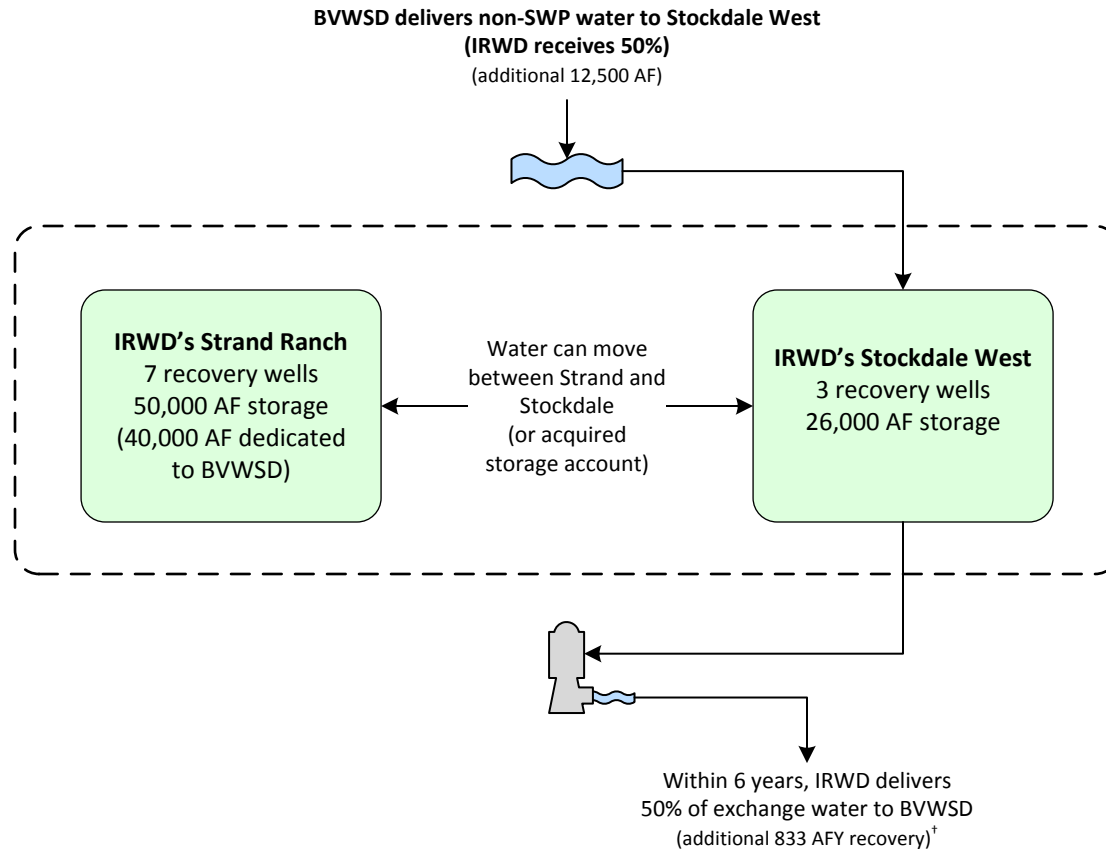 BVWSD delivers non-SWP water to Stockdale West
(IRWD receives 50%)
(additional 12,500 AF)
IRWD’s Strand Ranch
7 recovery wells
50,000 AF storage
(40,000 AF dedicated
to BVWSD)
Water can move
between Strand and
Stockdale
(or acquired
storage account)
IRWD’s Stockdale West
3 recovery wells
26,000 AF storage
Within 6 years, IRWD delivers
50% of exchange water to BVWSD
(additional 833 AFY recovery)†